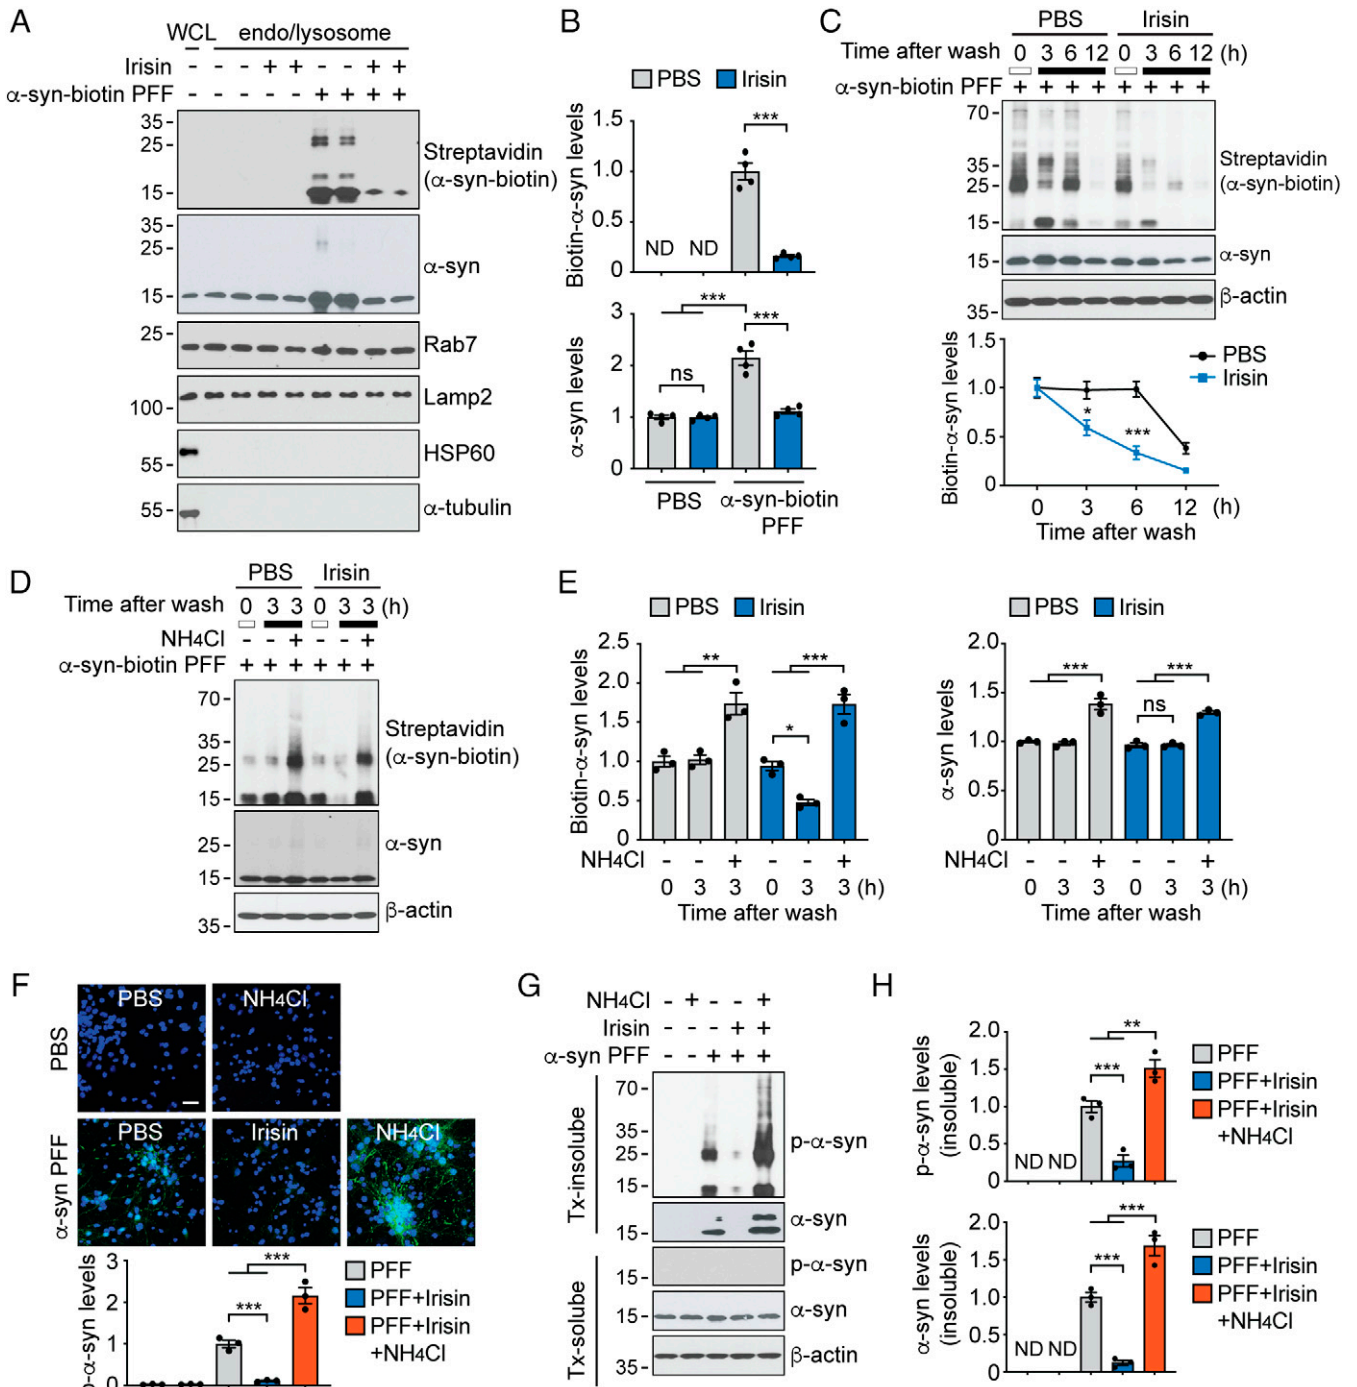 A
WCL endo/lysosome
Irisin - - - + + - - + +
α-syn-biotin PFF - - - - - + + + +
35-
25-
15-
Streptavidin
(α-syn-biotin)
35-
25-
15-
α-syn
25-
Rab7
100-
Lamp2
55-
HSP60
55-
α-tubulin
B
PBS Irisin
Biotin-α-syn levels
1.5
1.0
0.5
0
ND ND
***
α-syn levels
3
2
1
0
ns
***
***
PBS α-syn-biotin
PFF
C
PBS Irisin
Time after wash 0 3 6 12 0 3 6 12 (h)
α-syn-biotin PFF + + + + + + + +
70-
35-
25-
15-
Streptavidin
(α-syn-biotin)
15-
α-syn
35-
β-actin
Biotin-α-syn levels
1.5
1.0
0.5
0
PBS
Irisin
*
***
0 3 6 12 (h)
Time after wash
D
PBS Irisin
Time after wash 0 3 3 0 3 3 (h)
NH4Cl - - + - - +
α-syn-biotin PFF + + + + + +
70-
35-
25-
15-
Streptavidin
(α-syn-biotin)
25-
15-
α-syn
35-
β-actin
E
PBS Irisin
Biotin-α-syn levels
2.5
2.0
1.5
1.0
0.5
0
**
***
*
NH4Cl - - + - - +
0 3 3 0 3 3 (h)
Time after wash
PBS Irisin
α-syn levels
2.0
1.5
1.0
0.5
0
***
***
ns
NH4Cl - - + - - +
0 3 3 0 3 3 (h)
Time after wash
F
PBS
PBS NH4Cl
α-syn PFF
PBS Irisin NH4Cl
p-α-syn levels
3
2
1
0
***
***
PFF
PFF+Irisin
PFF+Irisin
+NH4Cl
G
NH4Cl - + - - +
Irisin - - - + +
α-syn PFF - - + + +
Tx-insolube
70-
35-
25-
15-
p-α-syn
15-
α-syn
Tx-solube
15-
p-α-syn
15-
α-syn
35-
β-actin
H
p-α-syn levels
(insoluble)
2.0
1.5
1.0
0.5
0
ND ND
***
**
PFF
PFF+Irisin
PFF+Irisin
+NH4Cl
α-syn levels
(insoluble)
2.0
1.5
1.0
0.5
0
ND ND
***
***
PFF
PFF+Irisin
PFF+Irisin
+NH4Cl